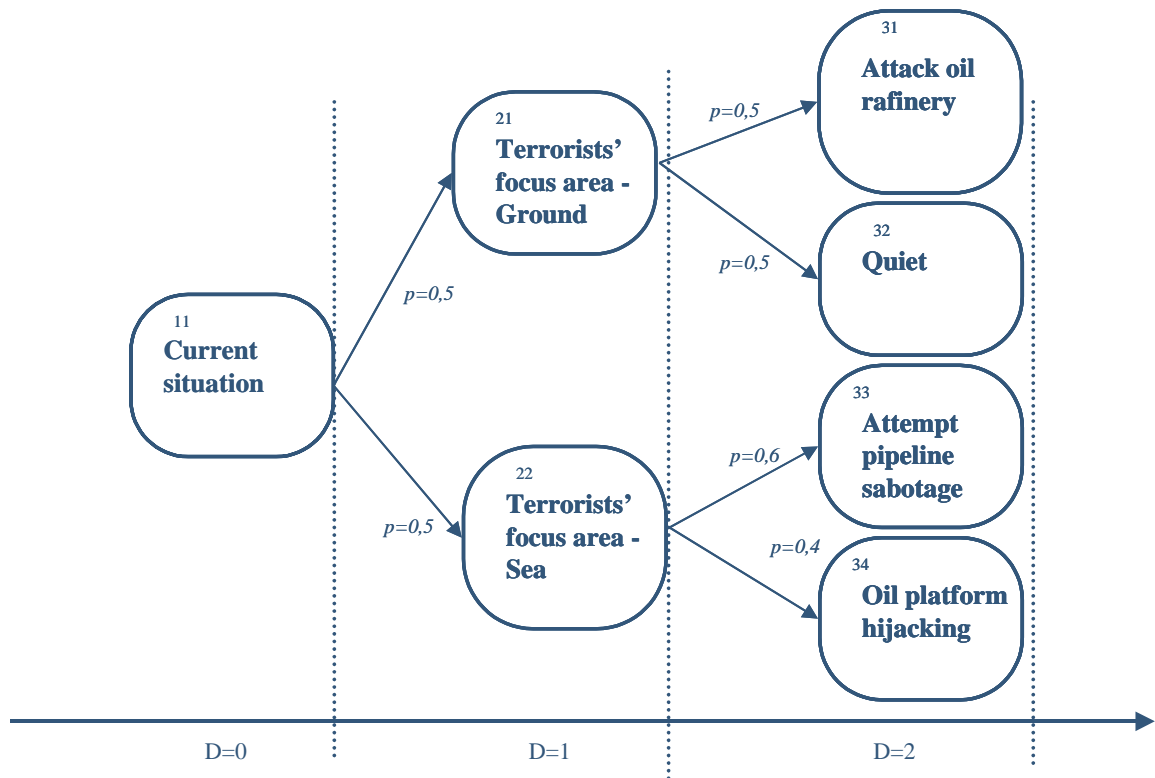 11
Current
situation
p=0,5
p=0,5
21
Terrorists’
focus area -
Ground
22
Terrorists’
focus area -
Sea
p=0,5
p=0,5
p=0,6
p=0,4
31
Attack oil
rafinery
32
Quiet
33
Attempt
pipeline
sabotage
34
Oil platform
hijacking
D=0
D=1
D=2